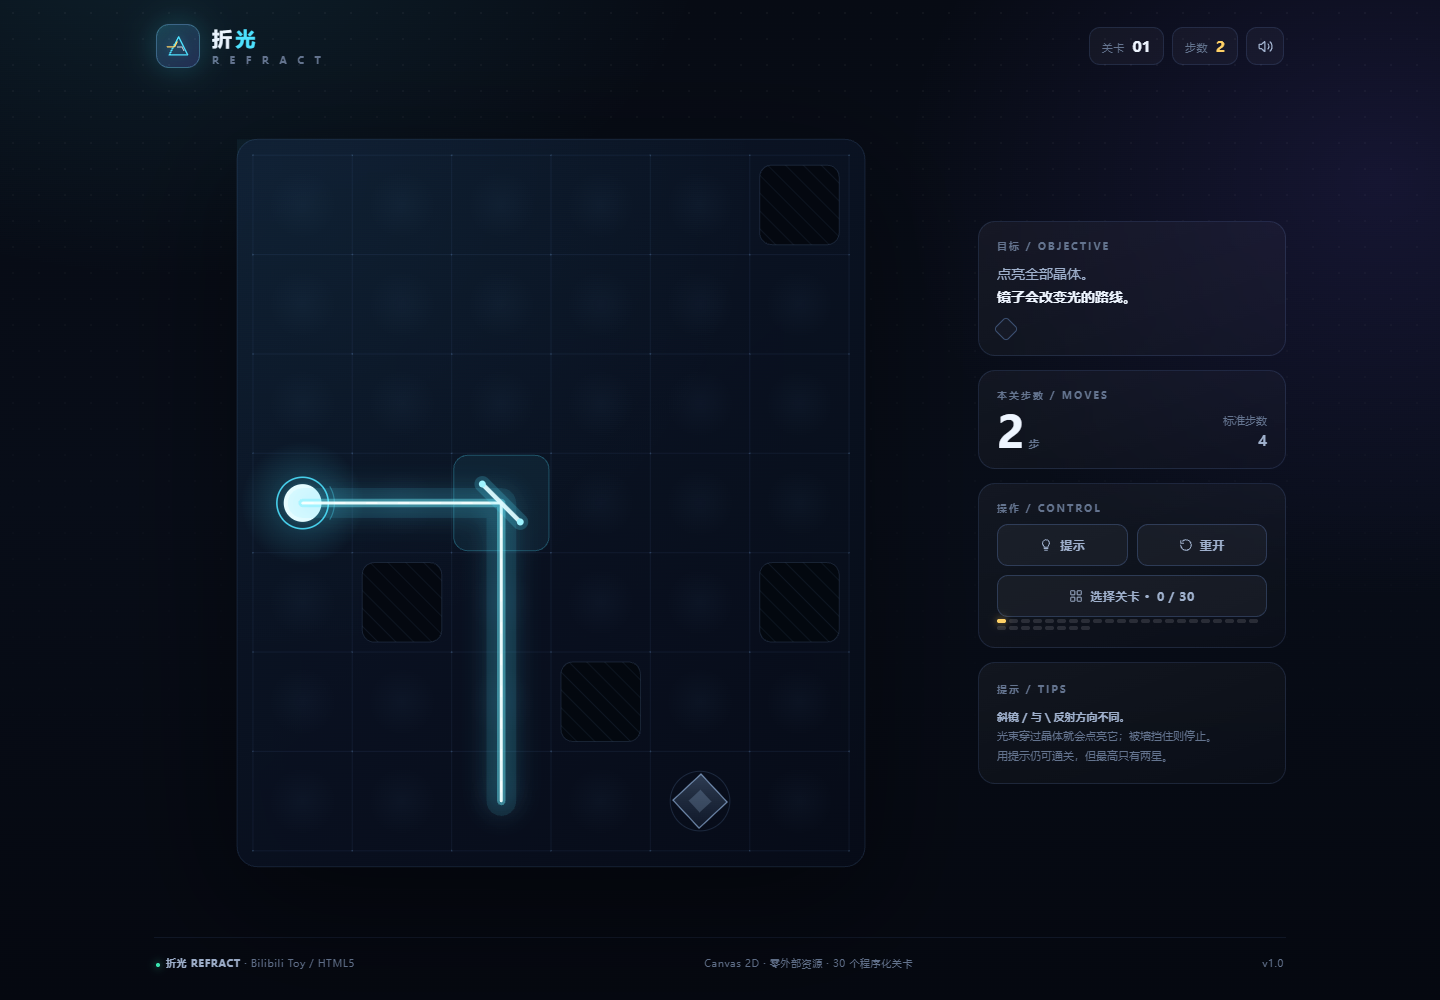 折光
REFRACT
关卡 01
步数 2
目标 / OBJECTIVE
点亮全部晶体。
镜子会改变光的路线。
本关步数 / MOVES
2 步
标准步数
4
操作 / CONTROL
提示
重开
选择关卡 · 0 / 30
提示 / TIPS
斜镜 / 与 \ 反射方向不同。
光束穿过晶体就会点亮它；被墙挡住则停止。
用提示仍可通关，但最高只有两星。
折光 REFRACT · Bilibili Toy / HTML5
Canvas 2D · 零外部资源 · 30 个程序化关卡
v1.0